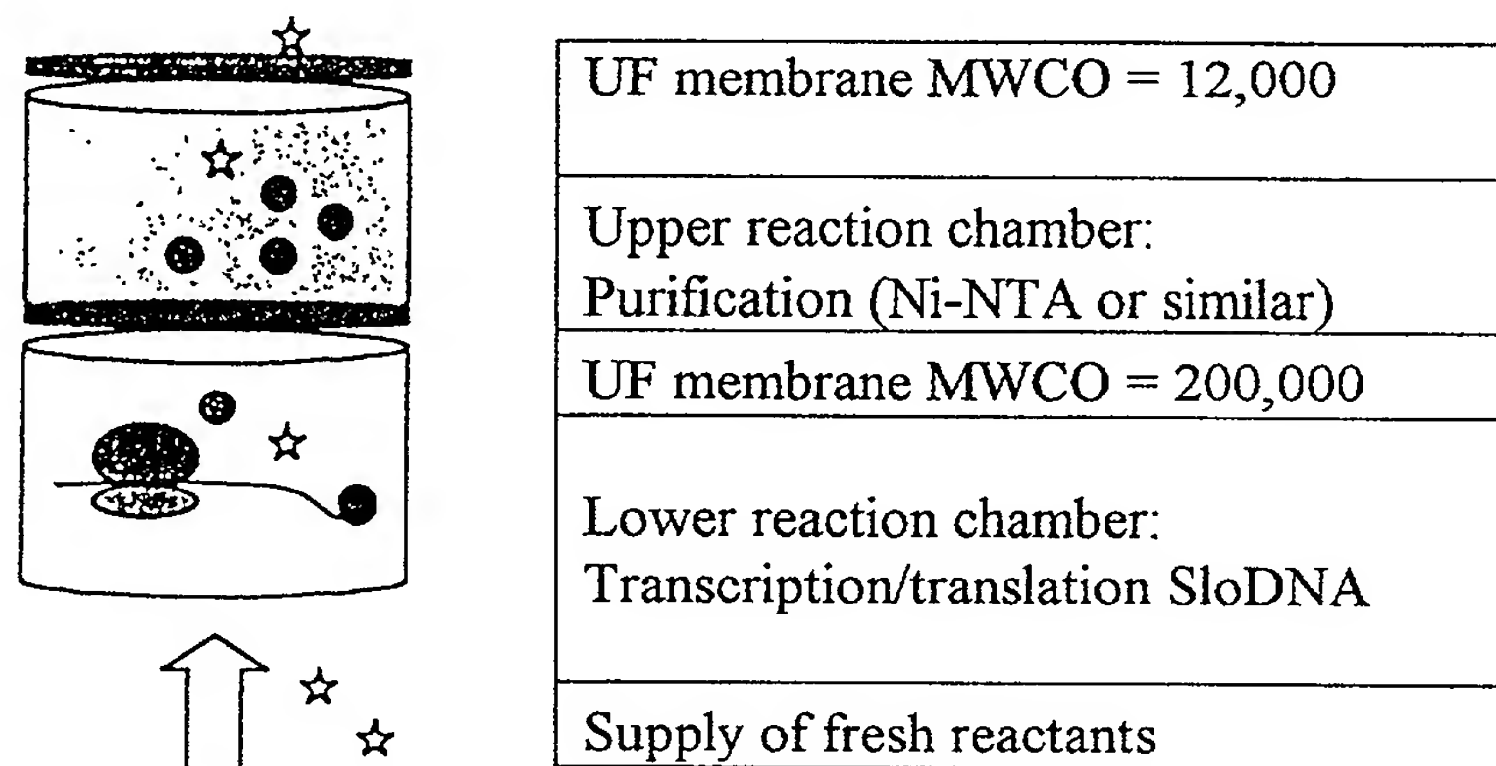 UF membrane MWCO = 12,000
Upper reaction chamber:
Purification (Ni-NTA or similar)
UF membrane MWCO = 200,000
Lower reaction chamber:
Transcription/translation SloDNA
Supply of fresh reactants